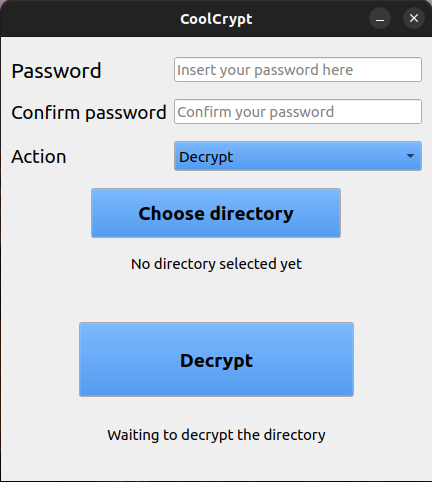 CoolCrypt
Password
Insert your password here
Confirm password
Confirm your password
Action
Decrypt
Choose directory
No directory selected yet
Decrypt
Waiting to decrypt the directory